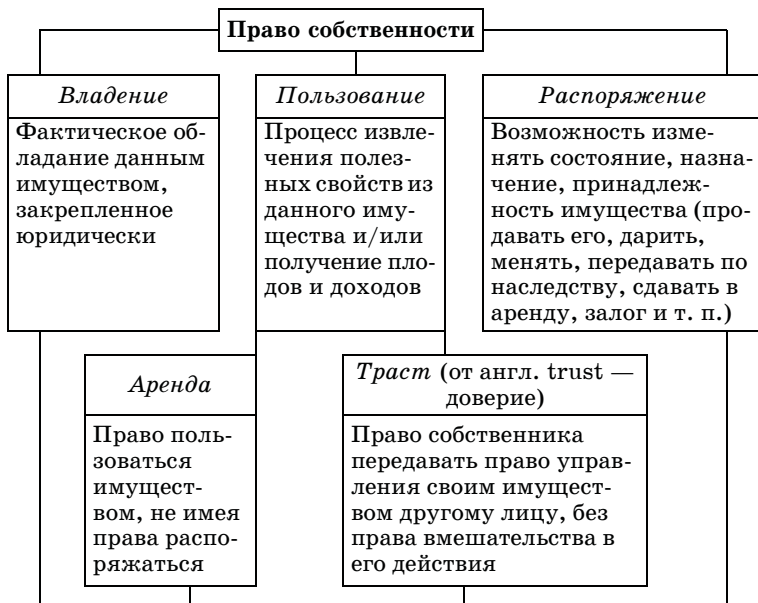 Право собственности
Владение
Фактическое об-
ладание данным
имуществом,
закрепленное
юридически
Пользование
Процесс извле-
чения полез-
ных свойств из
данного иму-
щества и/или
получение пло-
дов и доходов
Распоряжение
Возможность изме-
нять состояние, назна-
чение, принадлеж-
ность имущества (про-
давать его, дарить,
менять, передавать по
наследству, сдавать в
аренду, залог и т. п.)
Аренда
Право поль-
зоваться
имущест-
вом, не имея
права распо-
ряжаться
Траст (от англ. trust —
доверие)
Право собственника
передавать право управ-
ления своим имущест-
вом другому лицу, без
права вмешательства в
его действия